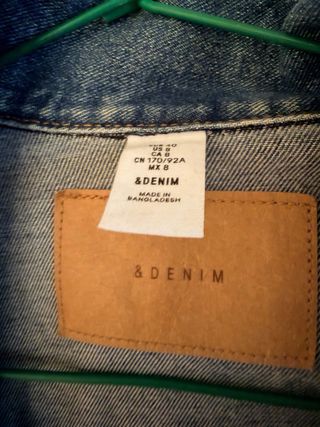 US 8
CA 8
CN 170/92A
MX 8
&DENIM
MADE IN
BANGLADESH
&DENIM